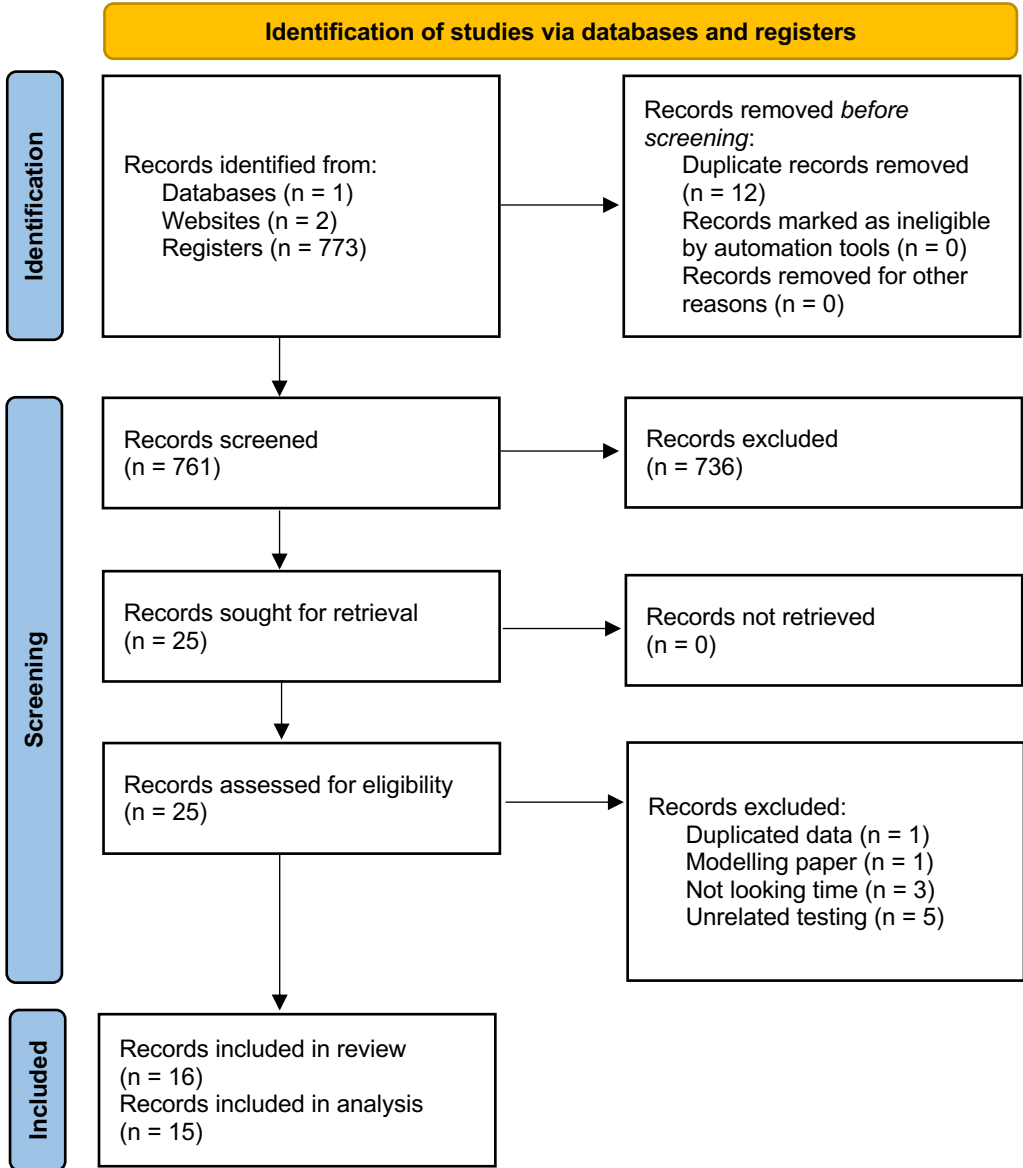 Identification of studies via databases and registers
Identification
Records identified from:
Databases (n = 1)
Websites (n = 2)
Registers (n = 773)
Records removed before
screening:
Duplicate records removed
(n = 12)
Records marked as ineligible
by automation tools (n = 0)
Records removed for other
reasons (n = 0)
Screening
Records screened
(n = 761)
Records excluded
(n = 736)
Records sought for retrieval
(n = 25)
Records not retrieved
(n = 0)
Records assessed for eligibility
(n = 25)
Records excluded:
Duplicated data (n = 1)
Modelling paper (n = 1)
Not looking time (n = 3)
Unrelated testing (n = 5)
Included
Records included in review
(n = 16)
Records included in analysis
(n = 15)